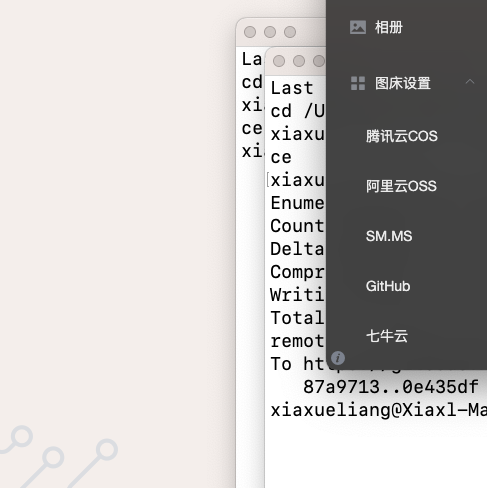 La
cd
xia
ce
xi
Last
cd /U
xiaxu
ce
xiaxu
Enume
Count
Delta
Compr
Writi
Total
remot
To
87a9713..0e435df
xiaxueliang@Xiaxl-Ma
相册
图床设置
腾讯云COS
阿里云OSS
SM.MS
GitHub
七牛云